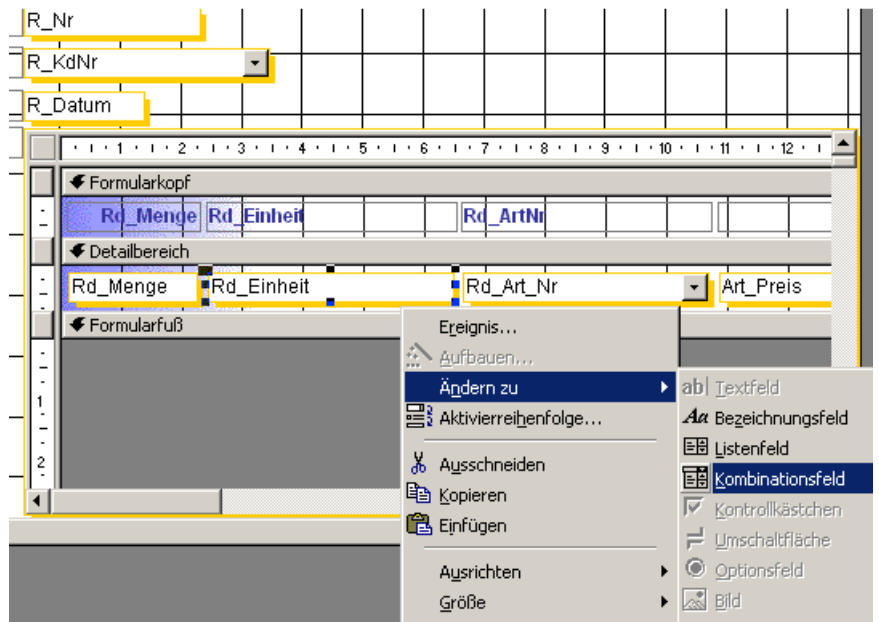 R_Nr
R_KdNr
R_Datum
1 2 3 4 5 6 7 8 9 10 11 12
Formularkopf
Rd_Menge Rd_Einheit Rd_ArtNr
Detailbereich
Rd_Menge Rd_Einheit Rd_Art_Nr Art_Preis
Formularfuß
1
2
Ereignis...
Aufbauen...
Ändern zu
Aktivierreihenfolge...
Ausschneiden
Kopieren
Einfügen
Ausrichten
Größe
ab| Textfeld
Aa Bezeichnungsfeld
Listenfeld
Kombinationsfeld
Kontrollkästchen
Umschaltfläche
Optionsfeld
Bild